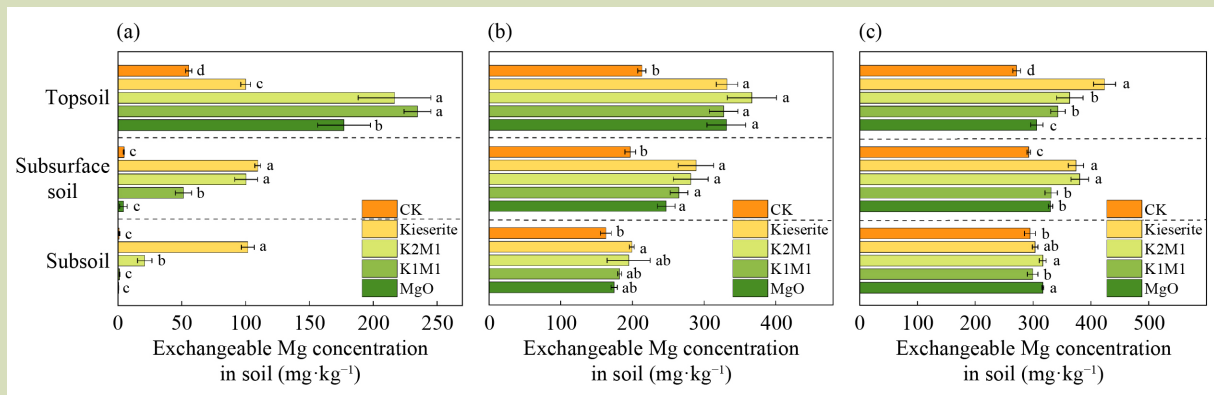 (a)
Topsoil
Subsurface
soil
Subsoil
d
c
a
a
b
c
a
a
b
c
c
a
b
c
c
CK
Kieserite
K2M1
K1M1
MgO
0 50 100 150 200 250
Exchangeable Mg concentration
in soil (mg·kg⁻¹)
(b)
b
a
a
a
a
b
a
a
a
a
b
a
ab
ab
ab
CK
Kieserite
K2M1
K1M1
MgO
0 100 200 300 400
Exchangeable Mg concentration
in soil (mg·kg⁻¹)
(c)
d
a
b
b
c
c
a
a
b
b
b
ab
a
b
a
CK
Kieserite
K2M1
K1M1
MgO
0 100 200 300 400 500
Exchangeable Mg concentration
in soil (mg·kg⁻¹)